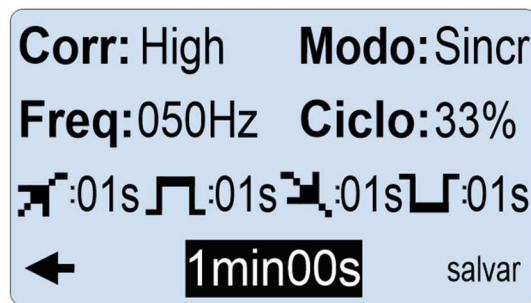 Corr: High Modo: Sincr
Freq: 050Hz Ciclo: 33%
:01s :01s :01s :01s
1min00s salvar